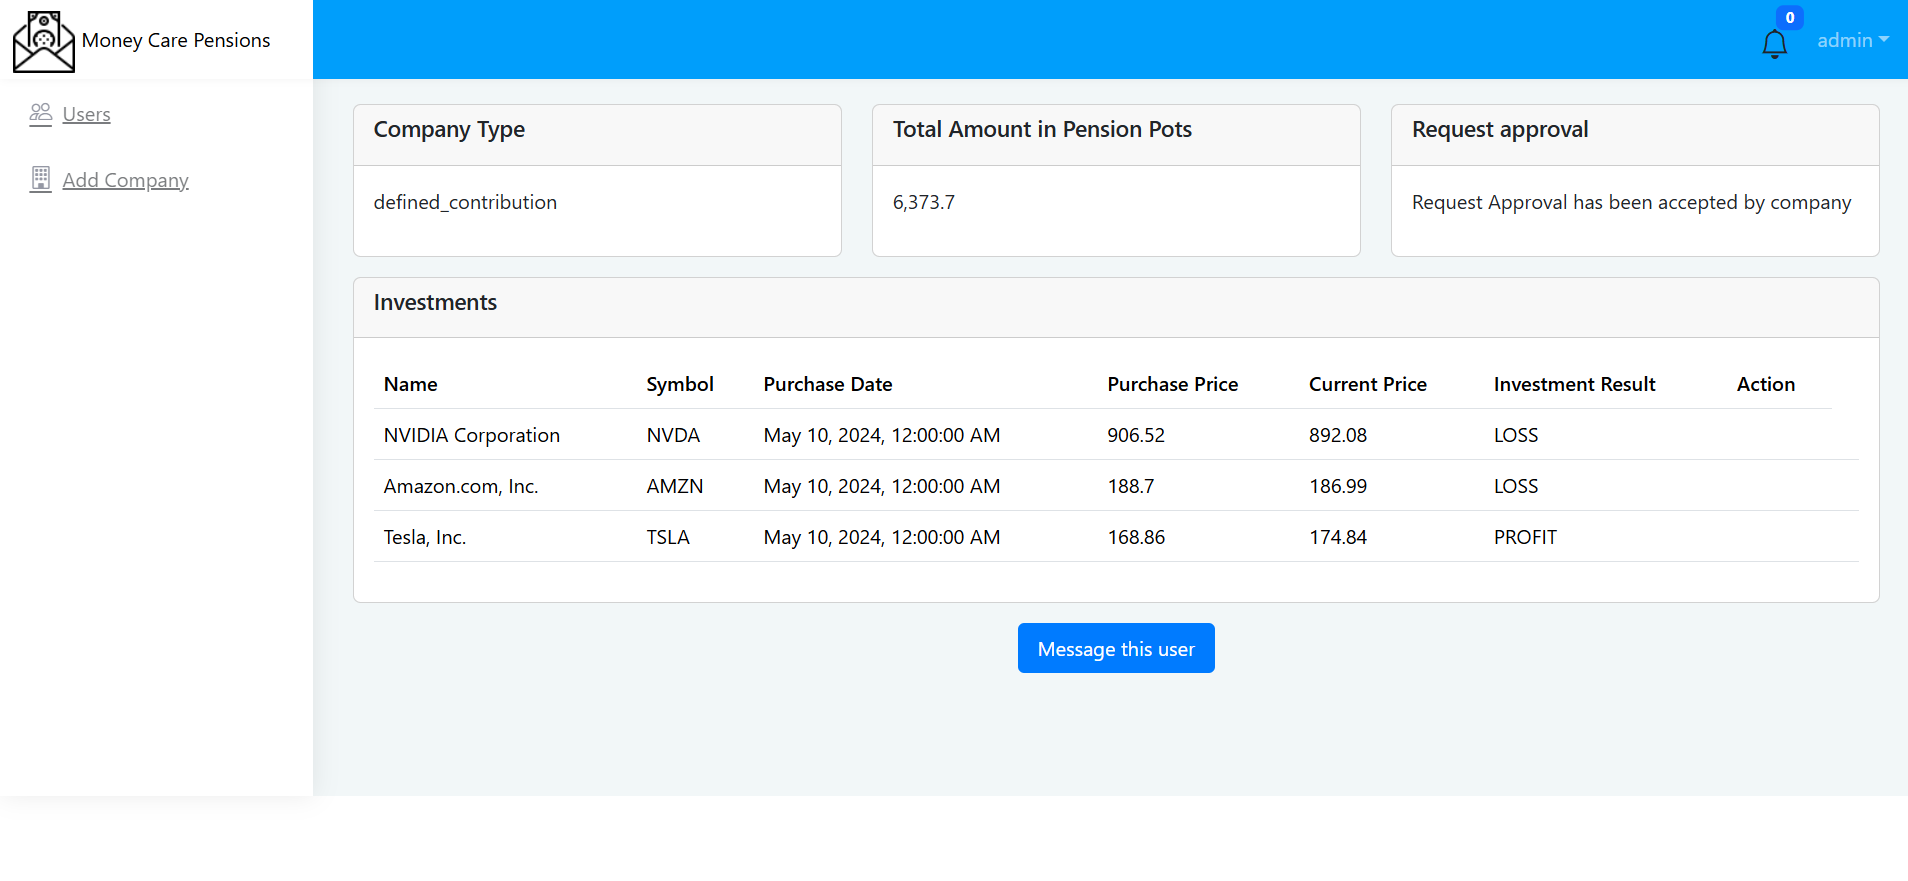 Money Care Pensions
0
admin
Users
Add Company
Company Type
defined_contribution
Total Amount in Pension Pots
6,373.7
Request approval
Request Approval has been accepted by company
Investments
Name Symbol Purchase Date Purchase Price Current Price Investment Result Action
NVIDIA Corporation NVDA May 10, 2024, 12:00:00 AM 906.52 892.08 LOSS
Amazon.com, Inc. AMZN May 10, 2024, 12:00:00 AM 188.7 186.99 LOSS
Tesla, Inc. TSLA May 10, 2024, 12:00:00 AM 168.86 174.84 PROFIT
Message this user